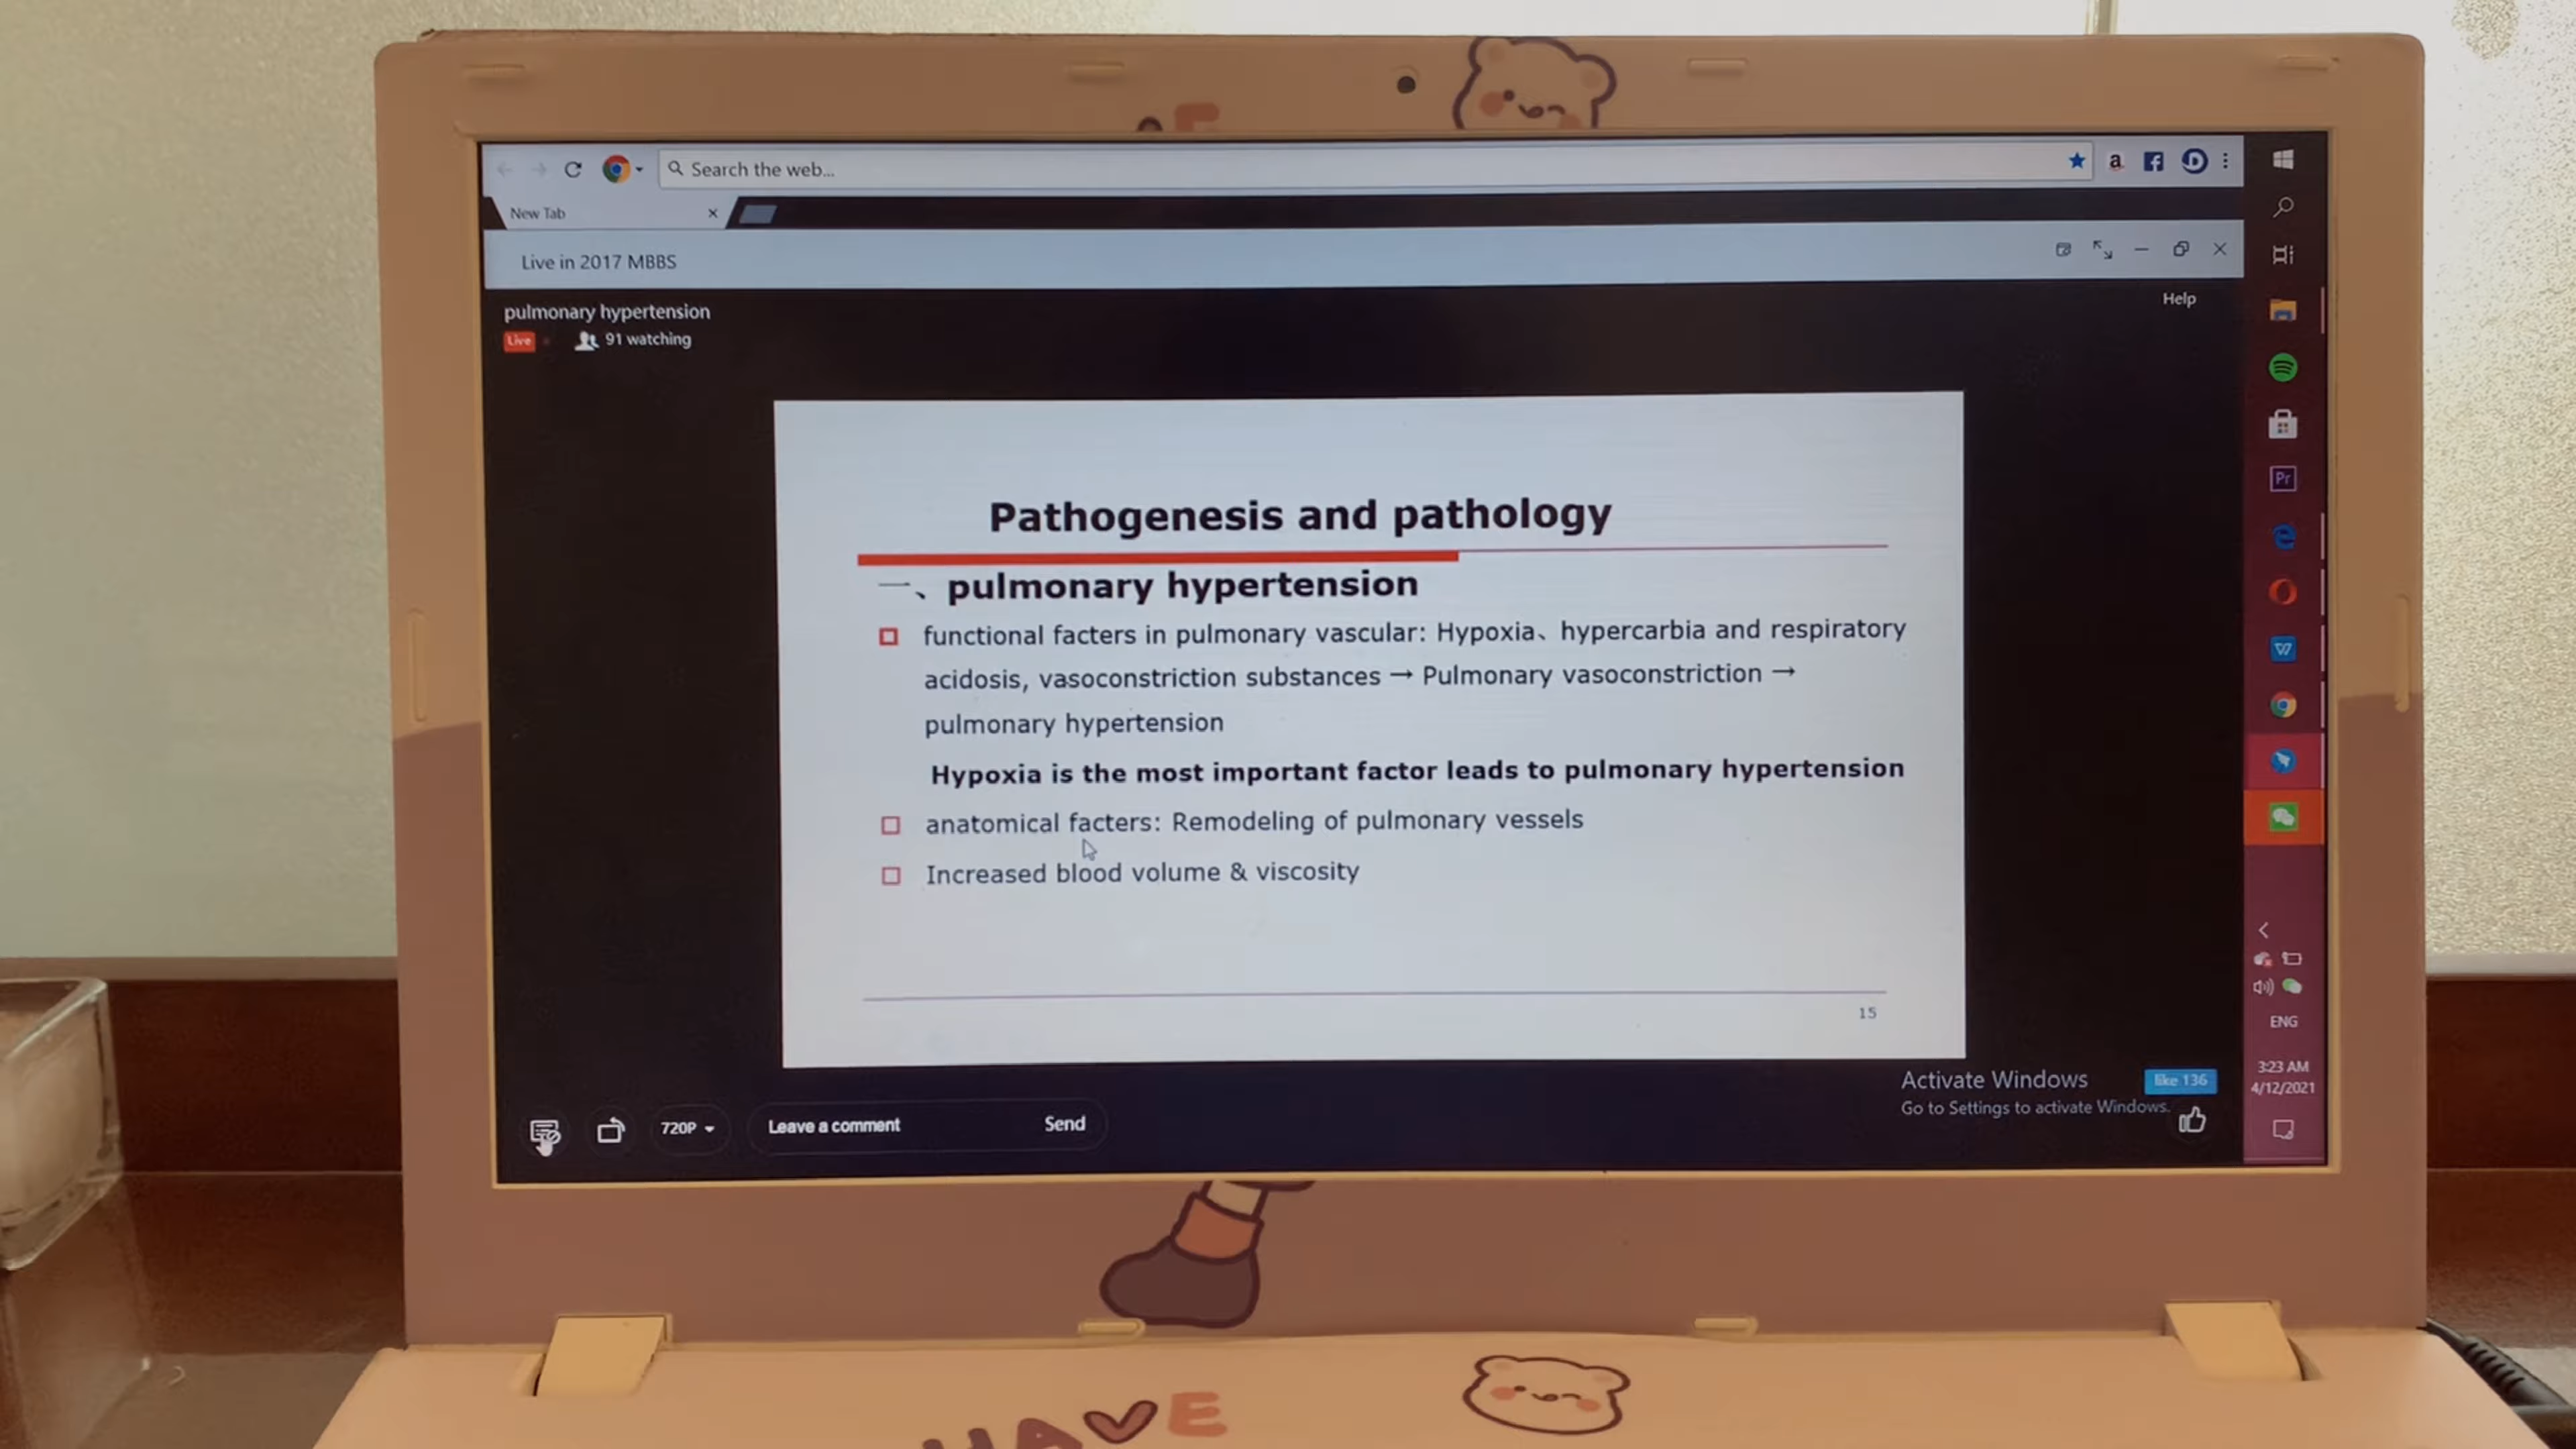 E
Search the web...
a
New Tab
Live in 2017 MBBS
pulmonary hypertension
Help
Live
91 watching
Pathogenesis and pathology
一、pulmonary hypertension
functional factors in pulmonary vascular: Hypoxia、hypercarbia and respiratory
acidosis, vasoconstriction substances → Pulmonary vasoconstriction →
pulmonary hypertension
Hypoxia is the most important factor leads to pulmonary hypertension
anatomical facters: Remodeling of pulmonary vessels
Increased blood volume & viscosity
15
Pr
W
ENG
3:23 AM
4/12/2021
Activate Windows
Go to Settings to activate Windows.
like 136
720P
Leave a comment
Send
HAVE